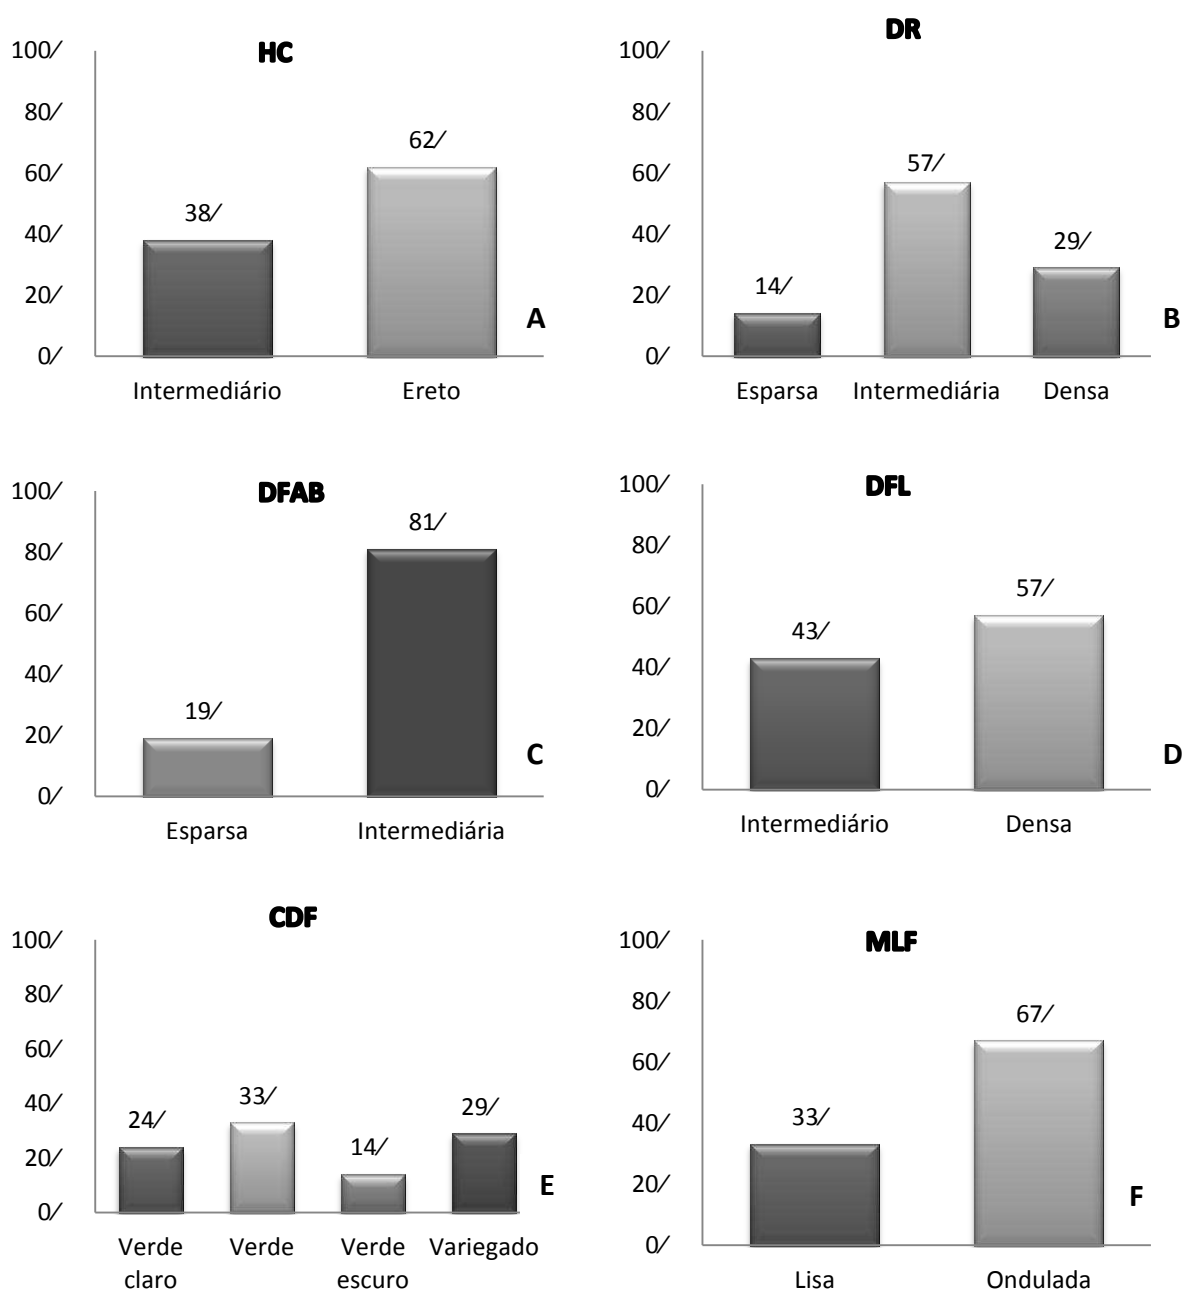 HC
100⁄
80⁄
60⁄
40⁄
20⁄
0⁄
38⁄
62⁄
Intermediário
Ereto
A
DR
100⁄
80⁄
60⁄
40⁄
20⁄
0⁄
14⁄
57⁄
29⁄
Esparsa
Intermediária
Densa
B
DFAB
100⁄
80⁄
60⁄
40⁄
20⁄
0⁄
19⁄
81⁄
Esparsa
Intermediária
C
DFL
100⁄
80⁄
60⁄
40⁄
20⁄
0⁄
43⁄
57⁄
Intermediário
Densa
D
CDF
100⁄
80⁄
60⁄
40⁄
20⁄
0⁄
24⁄
33⁄
14⁄
29⁄
Verde
claro
Verde
Verde
escuro
Variegado
E
MLF
100⁄
80⁄
60⁄
40⁄
20⁄
0⁄
33⁄
67⁄
Lisa
Ondulada
F